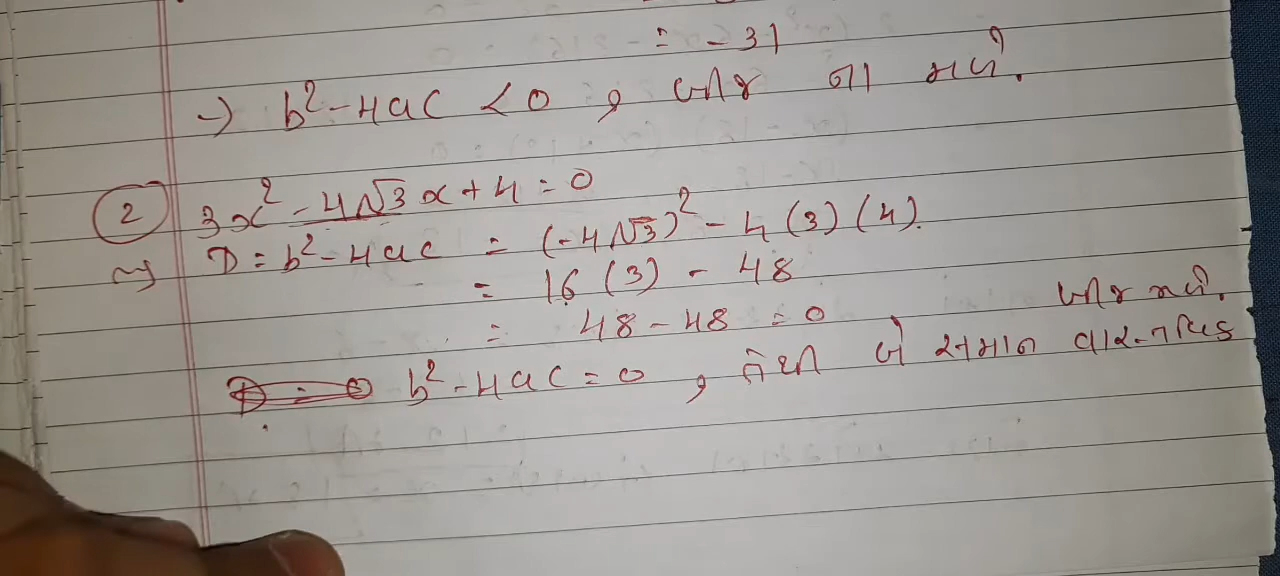 = -31
→ b²-4ac < 0 , બીજ ના મળે.
② 3x² - 4√3x + 4 = 0
⇝ D = b²-4ac = (-4√3)² - 4(3)(4).
= 16(3) - 48
= 48 - 48 = 0
બીજ મળે.
b²-4ac = 0 , તેથી બે સમાન વાસ્તવિક